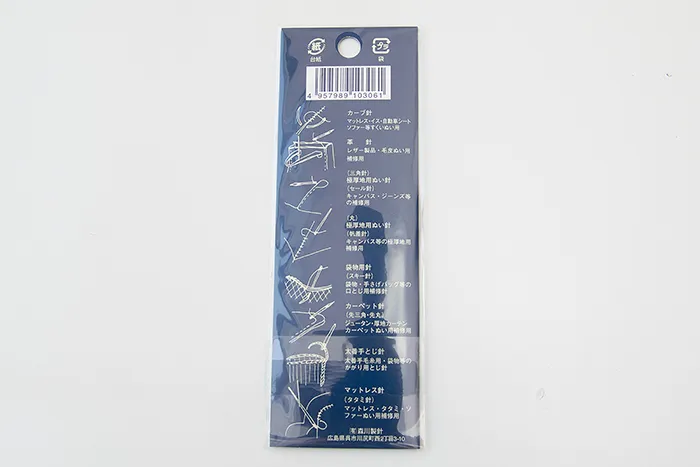 紙
プラ
台紙
袋
4 957989 103061
カーブ針
マットレス・イス・自動車シート
ソファー等すくいぬい用
革 針
レザー製品・毛皮ぬい用
補修用
(三角針)
極厚地用ぬい針
(セール針)
キャンバス・ジーンズ等
の補修用
(丸)
極厚地用ぬい針
(帆差針)
キャンバス等の極厚地用
補修用
袋物用針
(スキー針)
袋物・手さげバッグ等の
口とじ用補修針
カーペット針
(先三角・先丸)
ジュータン・厚地カーテン
カーペットぬい用補修用
太番手とじ針
太番手毛糸用・袋物等の
かがり用とじ針
マットレス針
(タタミ針)
マットレス・タタミ・ソ
ファーぬい用補修用
㈲ 森川製針
広島県呉市川尻町西2丁目3-10